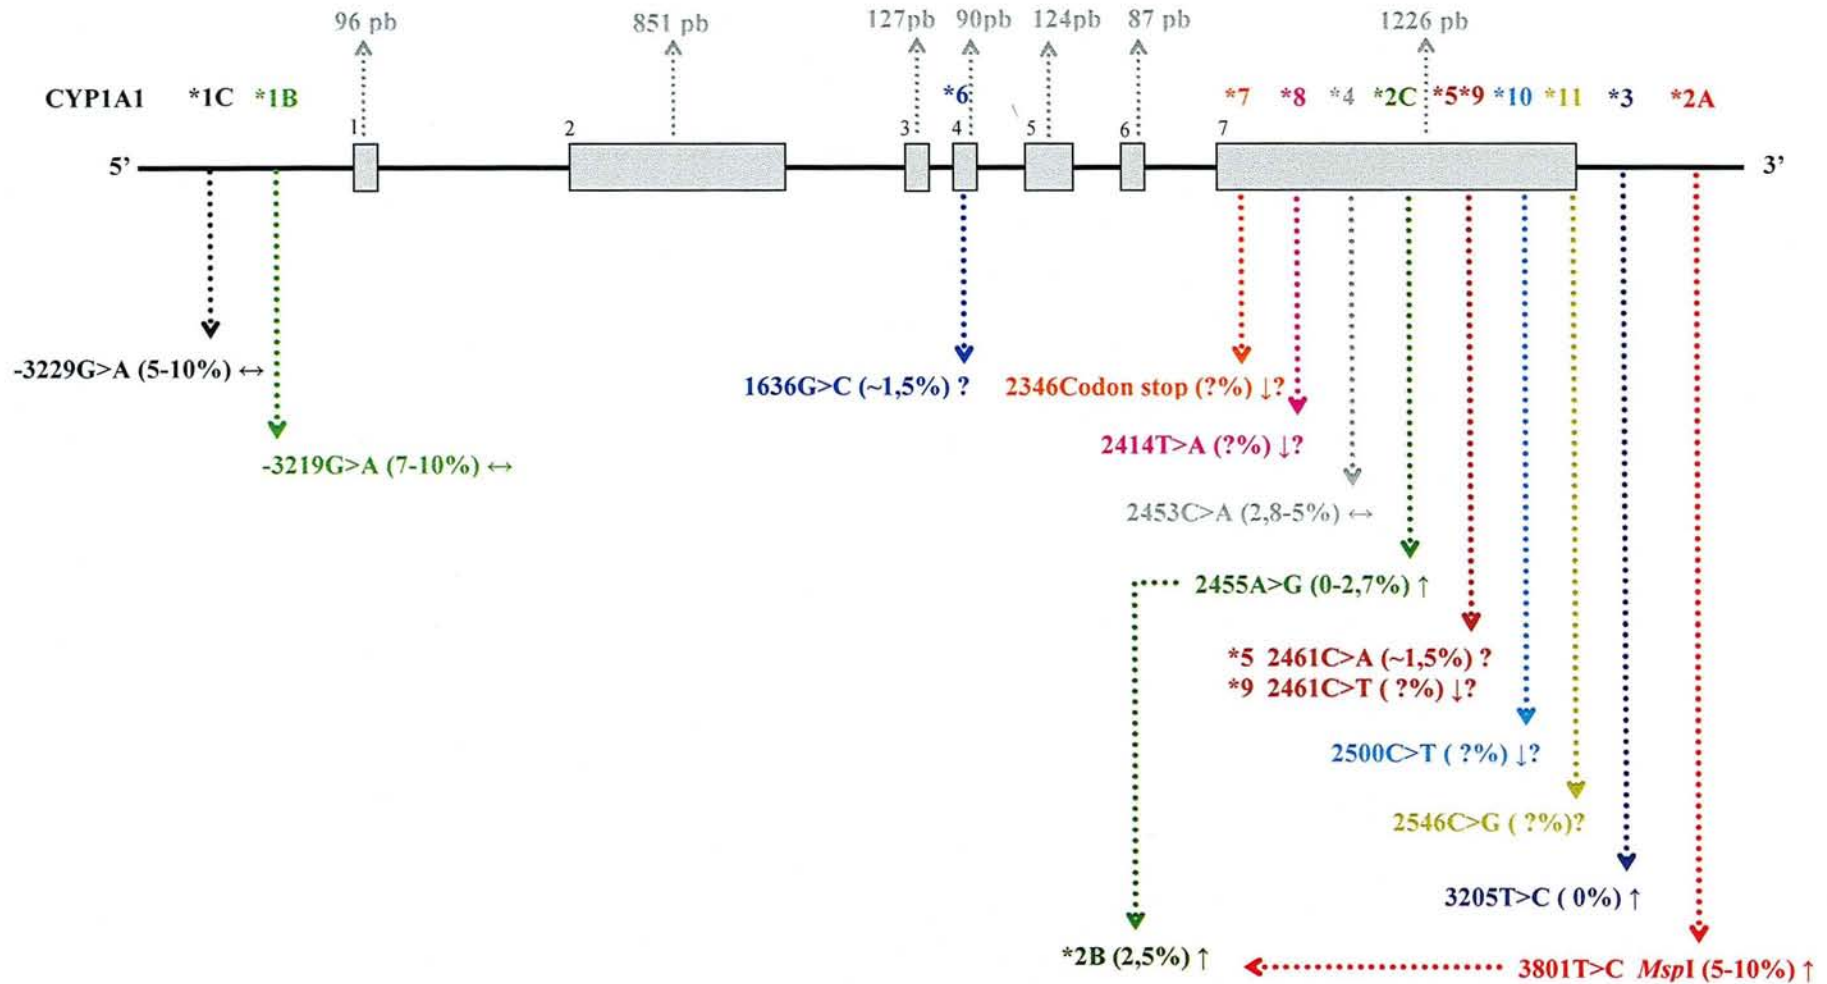 96 pb 851 pb 127pb 90pb 124pb 87 pb 1226 pb
CYP1A1 *1C *1B *6 *7 *8 *4 *2C *5*9 *10 *11 *3 *2A
1 2 3 4 5 6 7
5’ 3’
-3229G>A (5-10%) ↔
1636G>C (~1,5%) ? 2346Codon stop (?%) ↓?
2414T>A (?%) ↓?
-3219G>A (7-10%) ↔
2453C>A (2,8-5%) ↔
2455A>G (0-2,7%) ↑
*5 2461C>A (~1,5%) ?
*9 2461C>T ( ?%) ↓?
2500C>T ( ?%) ↓?
2546C>G ( ?%)?
3205T>C ( 0%) ↑
*2B (2,5%) ↑ 3801T>C MspI (5-10%) ↑